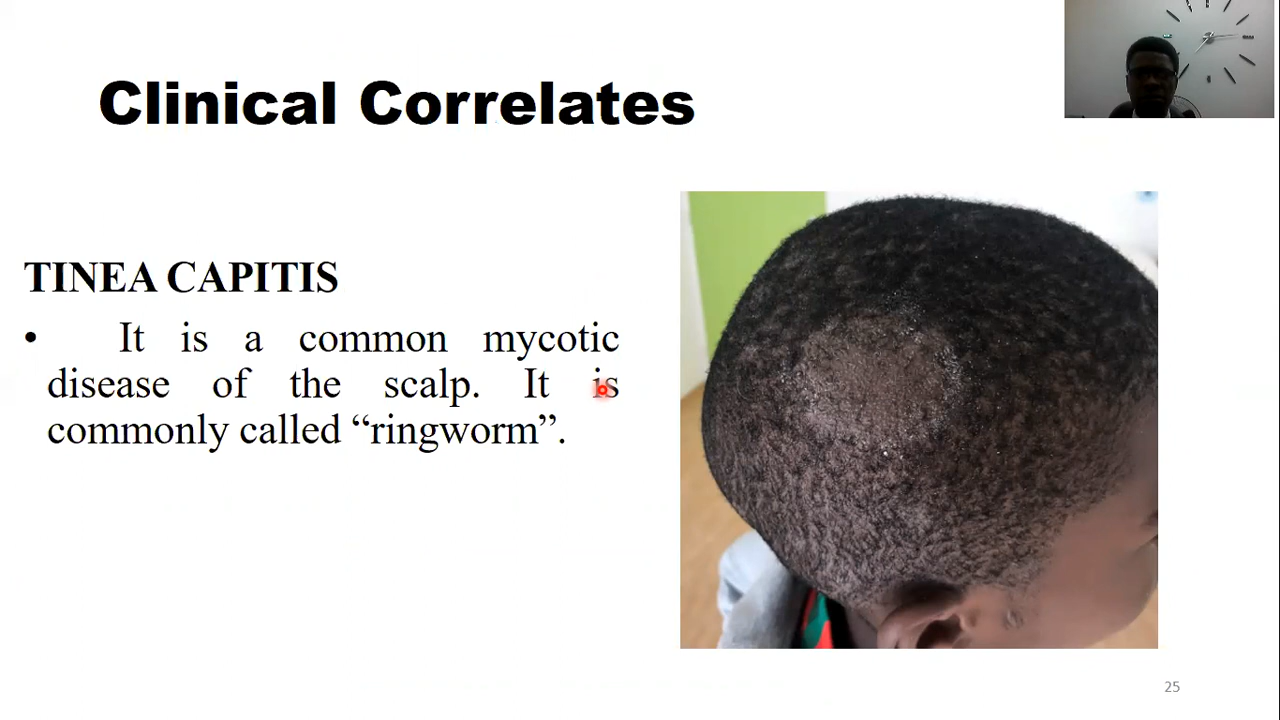 Clinical Correlates
TINEA CAPITIS
• It is a common mycotic
disease of the scalp. It is
commonly called “ringworm”.
25